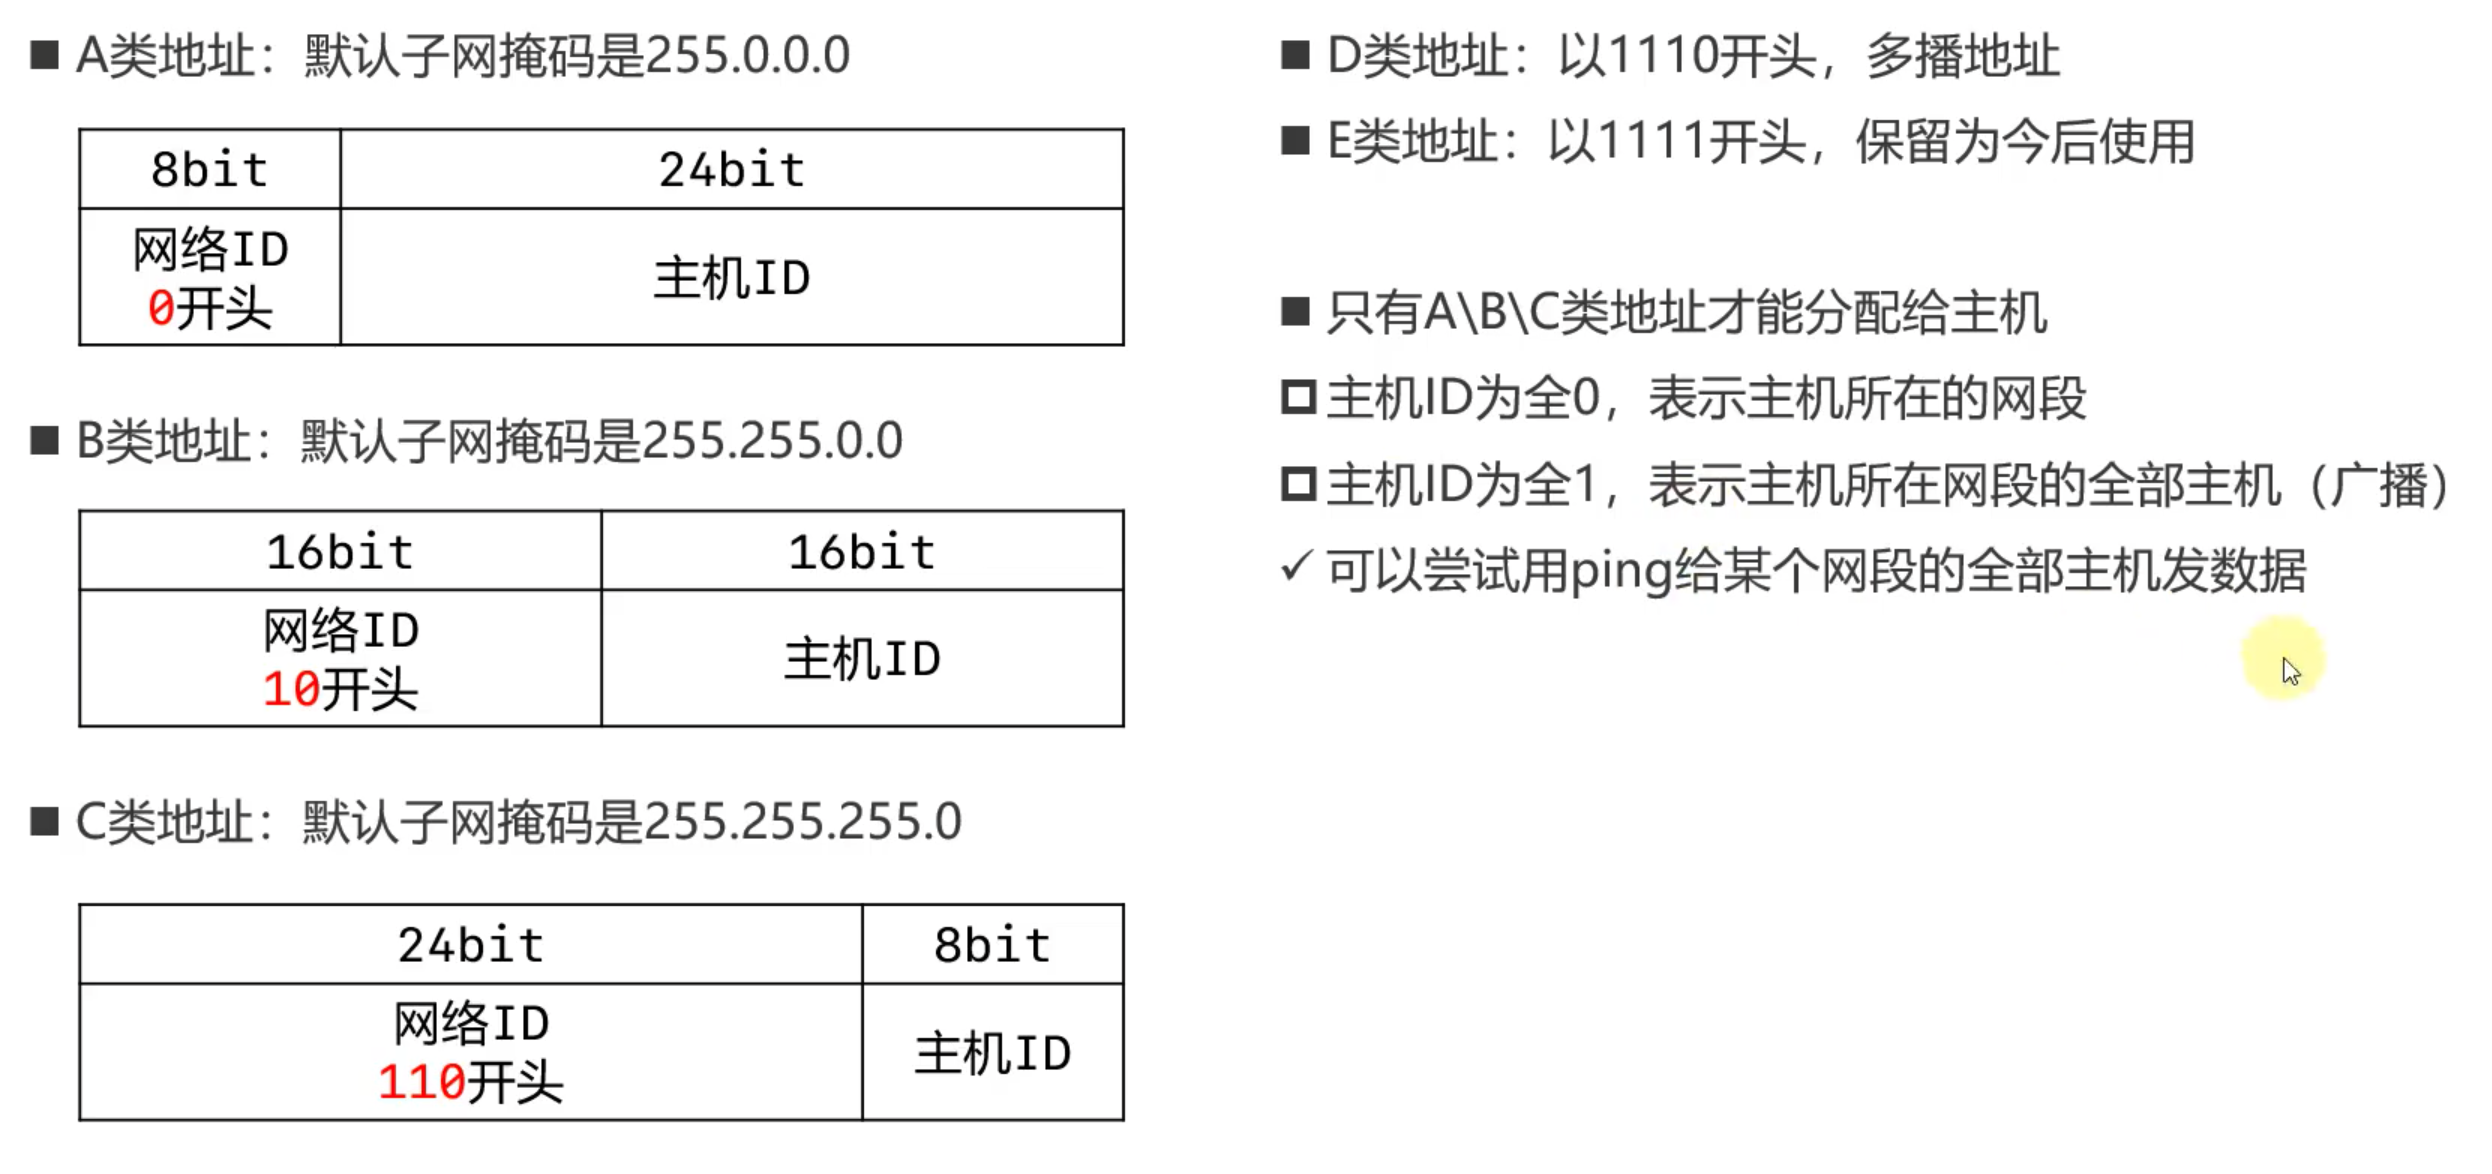 A类地址：默认子网掩码是255.0.0.0
8bit
24bit
网络ID
0开头
主机ID
B类地址：默认子网掩码是255.255.0.0
16bit
16bit
网络ID
10开头
主机ID
C类地址：默认子网掩码是255.255.255.0
24bit
8bit
网络ID
110开头
主机ID
D类地址：以1110开头，多播地址
E类地址：以1111开头，保留为今后使用
只有A\B\C类地址才能分配给主机
主机ID为全0，表示主机所在的网段
主机ID为全1，表示主机所在网段的全部主机（广播）
可以尝试用ping给某个网段的全部主机发数据